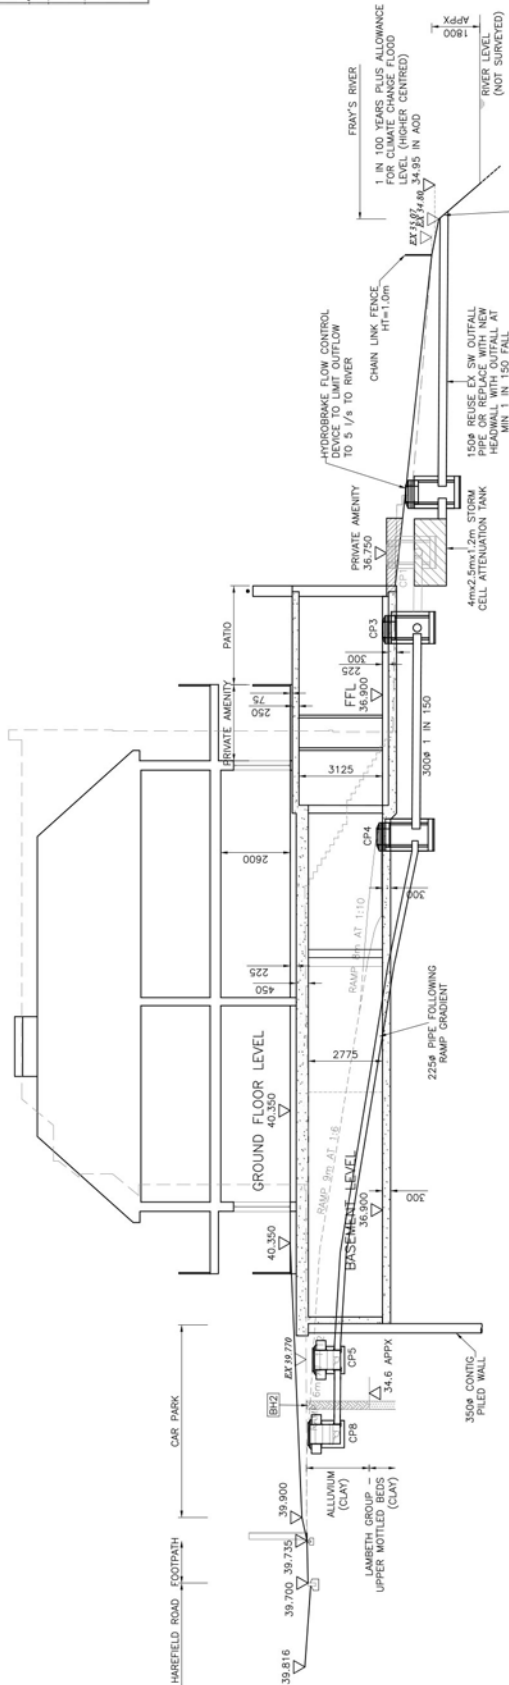 HAREFIELD ROAD
FOOTPATH
CAR PARK
39.816
39.700
39.735
39.900
ALLUVIUM
(CLAY)
LAMBETH GROUP –
UPPER MOTTLED BEDS
(CLAY)
BH2
EX 39.770
6m
CP8
CP5
34.6 APPX
350ø CONTIG
PILED WALL
40.350
GROUND FLOOR LEVEL
40.350
RAMP 9m AT 1:6
BASEMENT LEVEL
36.900
300
2775
450
225
2600
225ø PIPE FOLLOWING
RAMP GRADIENT
RAMP 6m AT 1:10
300
CP4
3125
PRIVATE AMENITY
PATIO
250
75
FFL
36.900
225
300
300ø 1 IN 150
CP3
CP1
PRIVATE AMENITY
36.750
4mx2.5mx1.2m STORM
CELL ATTENUATION TANK
HYDROBRAKE FLOW CONTROL
DEVICE TO LIMIT OUTFLOW
TO 5 l/s TO RIVER
150ø REUSE EX SW OUTFALL
PIPE OR REPLACE WITH NEW
HEADWALL WITH OUTFALL AT
MIN 1 IN 150 FALL
CHAIN LINK FENCE
HT=1.0m
EX 35.07
EX 34.80
FRAY'S RIVER
1 IN 100 YEARS PLUS ALLOWANCE
FOR CLIMATE CHANGE FLOOD
LEVEL (HIGHER CENTRED)
34.95 IN AOD
1800
APPX
RIVER LEVEL
(NOT SURVEYED)